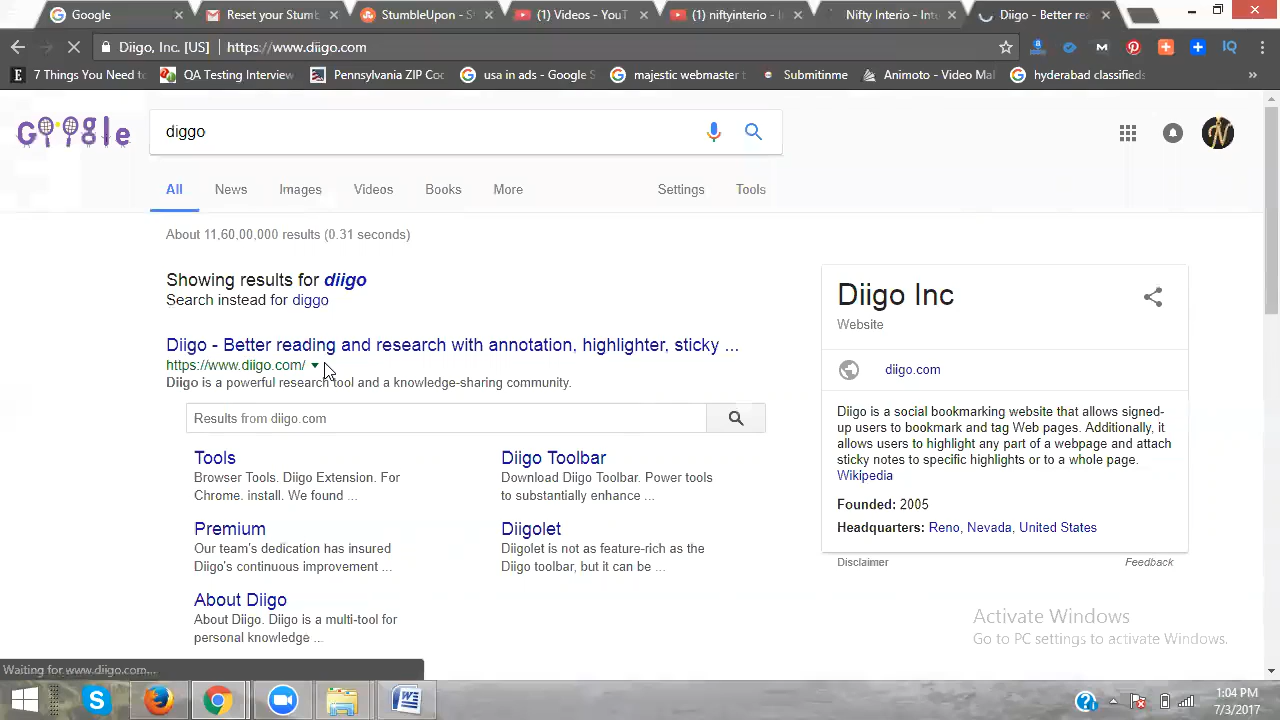 Google
Reset your Stumb
StumbleUpon - S
(1) Videos - YouT
(1) niftyinterio -
Nifty Interio - Int
Diigo - Better rea
Diigo, Inc. [US]
https://www.diigo.com
7 Things You Need to
QA Testing Interview
Pennsylvania ZIP Coc
usa in ads - Google S
majestic webmaster t
Submitinme
Animoto - Video Mal
hyderabad classifieds
»
Google
diggo
All
News
Images
Videos
Books
More
Settings
Tools
About 11,60,00,000 results (0.31 seconds)
Showing results for diigo
Search instead for diggo
Diigo - Better reading and research with annotation, highlighter, sticky ...
https://www.diigo.com/
Diigo is a powerful research tool and a knowledge-sharing community.
Results from diigo.com
Tools
Browser Tools. Diigo Extension. For
Chrome. install. We found ...
Diigo Toolbar
Download Diigo Toolbar. Power tools
to substantially enhance ...
Premium
Our team's dedication has insured
Diigo's continuous improvement ...
Diigolet
Diigolet is not as feature-rich as the
Diigo toolbar, but it can be ...
About Diigo
About Diigo. Diigo is a multi-tool for
personal knowledge ...
Diigo Inc
Website
diigo.com
Diigo is a social bookmarking website that allows signed-
up users to bookmark and tag Web pages. Additionally, it
allows users to highlight any part of a webpage and attach
sticky notes to specific highlights or to a whole page.
Wikipedia
Founded: 2005
Headquarters: Reno, Nevada, United States
Disclaimer
Feedback
Activate Windows
Go to PC settings to activate Windows.
Waiting for www.diigo.com...
1:04 PM
7/3/2017